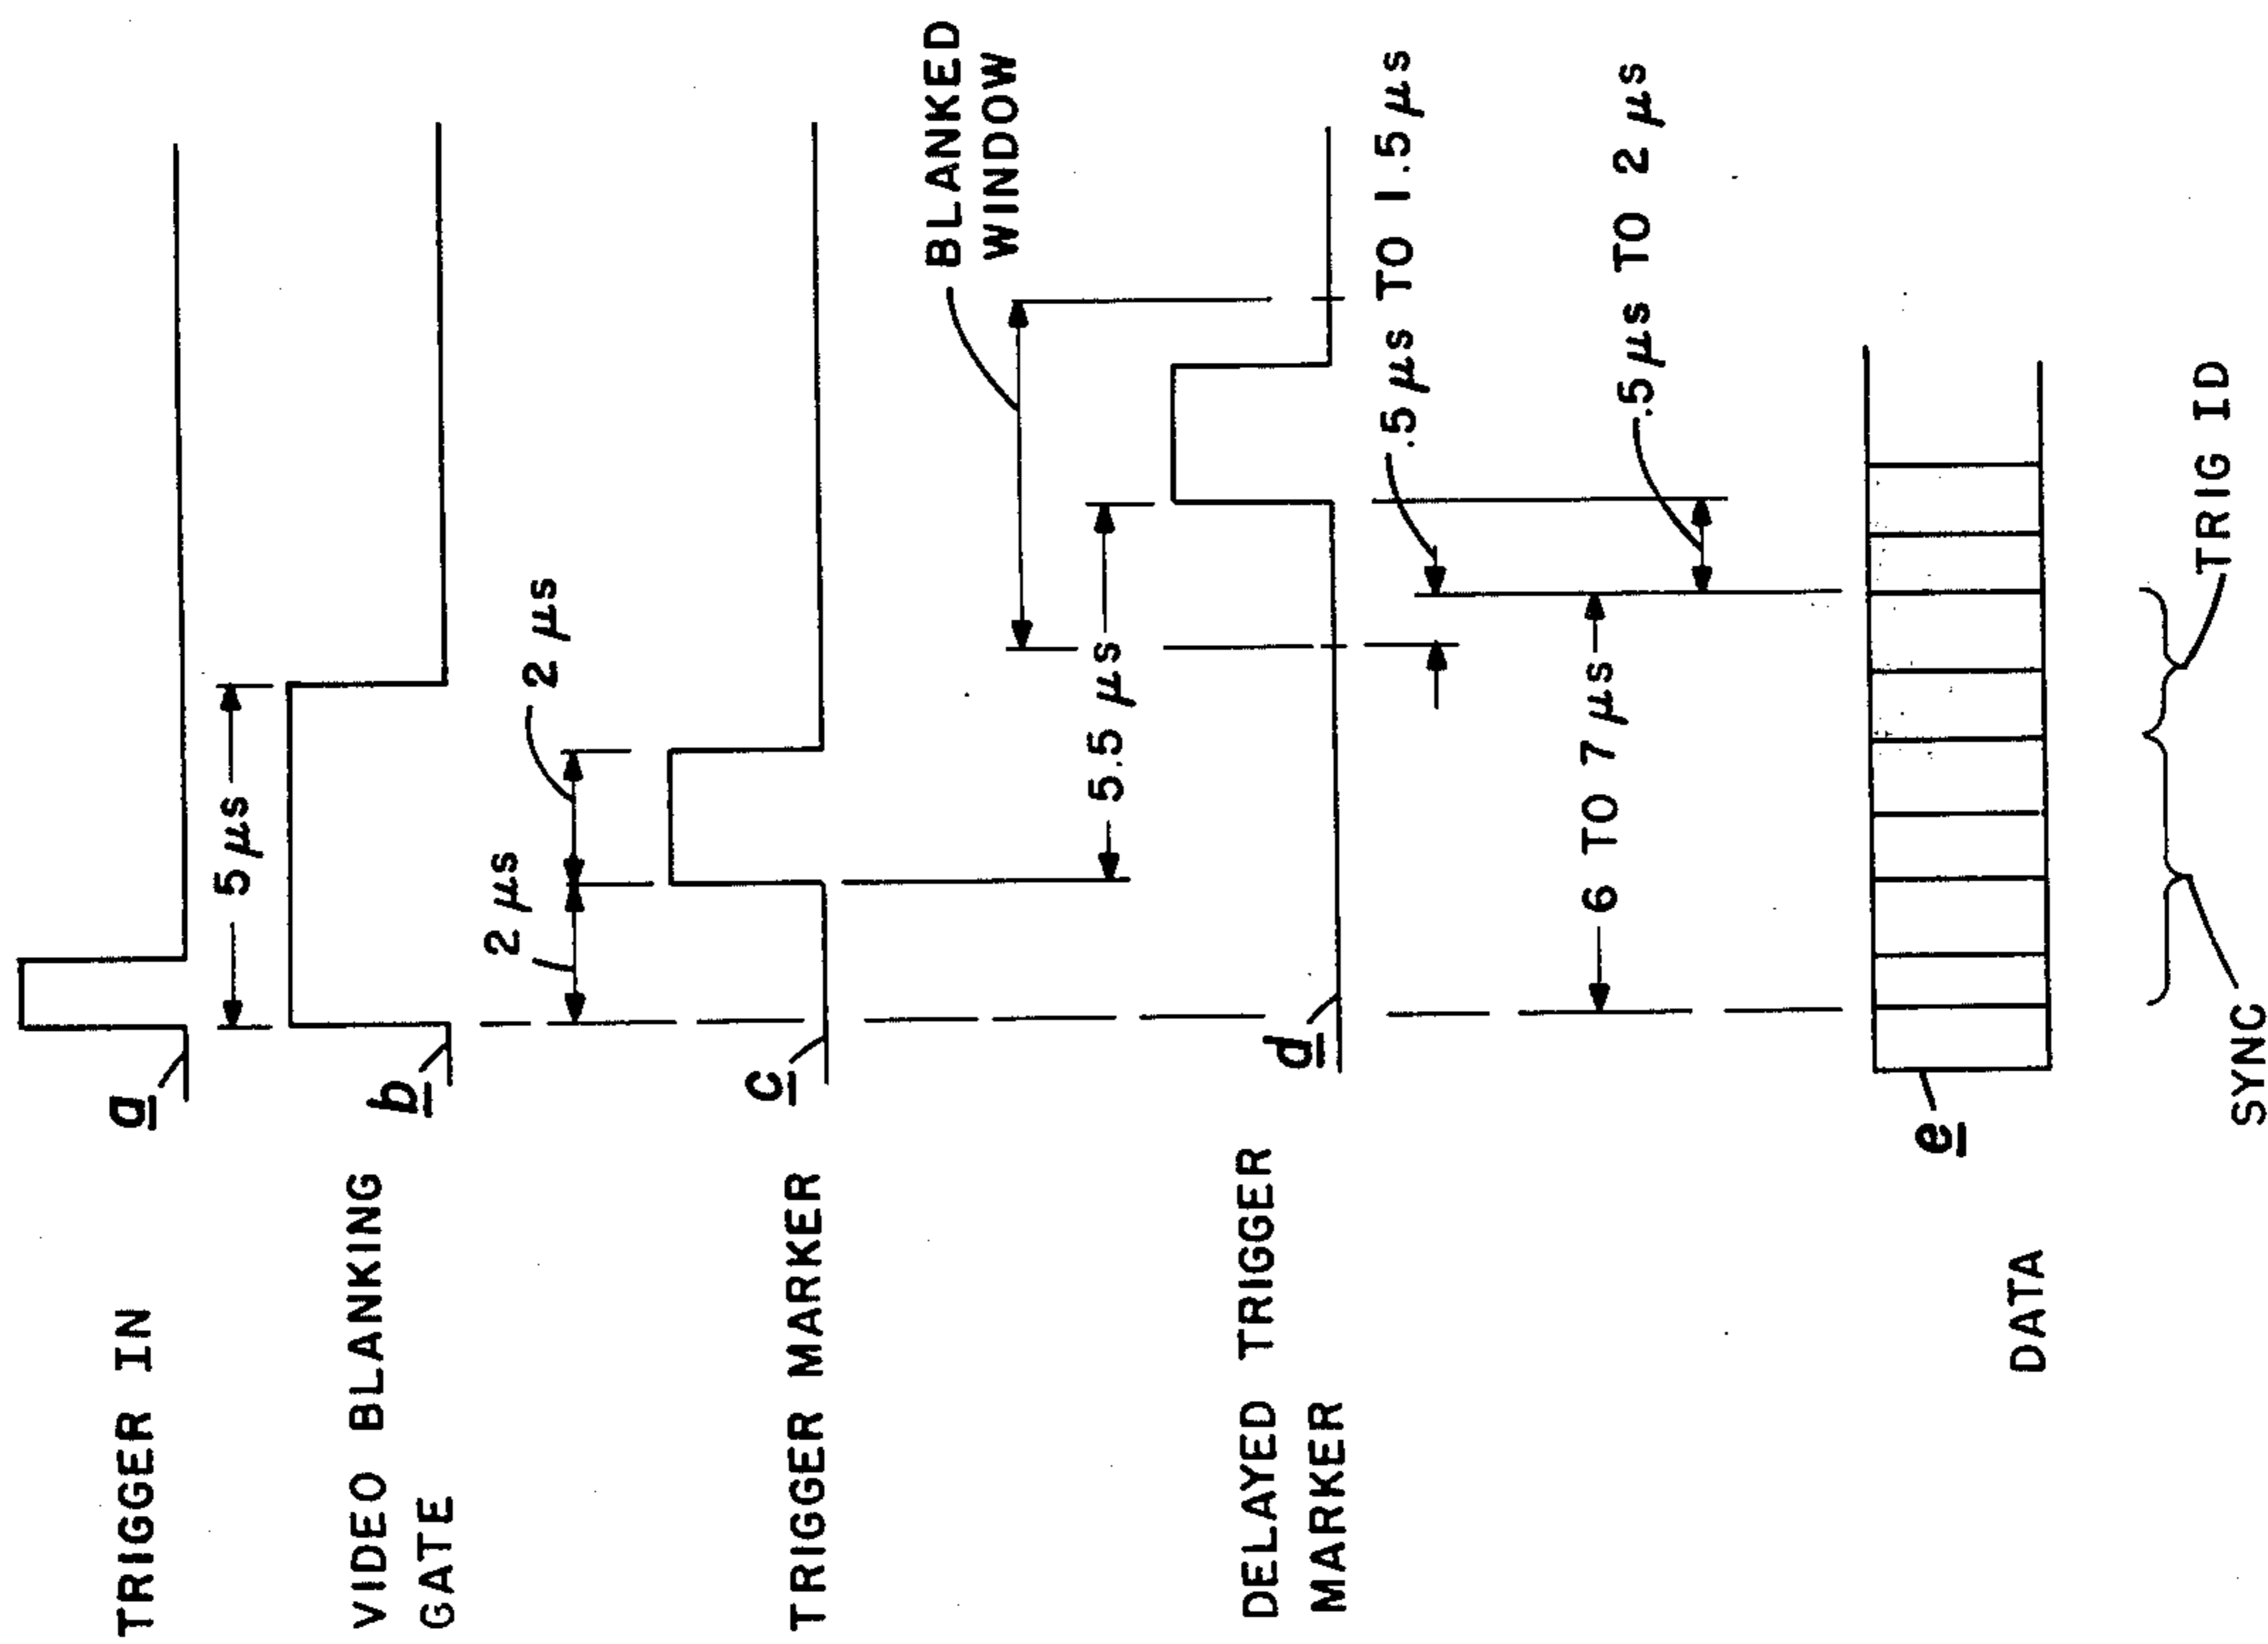 TRIGGER IN
a
5 µs
VIDEO BLANKING
GATE
b
2 µs
2 µs
TRIGGER MARKER
c
BLANKED
WINDOW
5.5 µs
DELAYED TRIGGER
MARKER
d
.5 µs TO 1.5 µs
6 TO 7 µs
.5 µs TO 2 µs
DATA
e
TRIG ID
SYNC